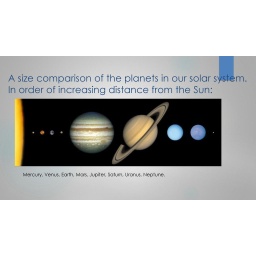 A size comparison of the planets in our solar system.
In order of increasing distance from the Sun:
Mercury, Venus, Earth, Mars, Jupiter, Saturn, Uranus, Neptune.